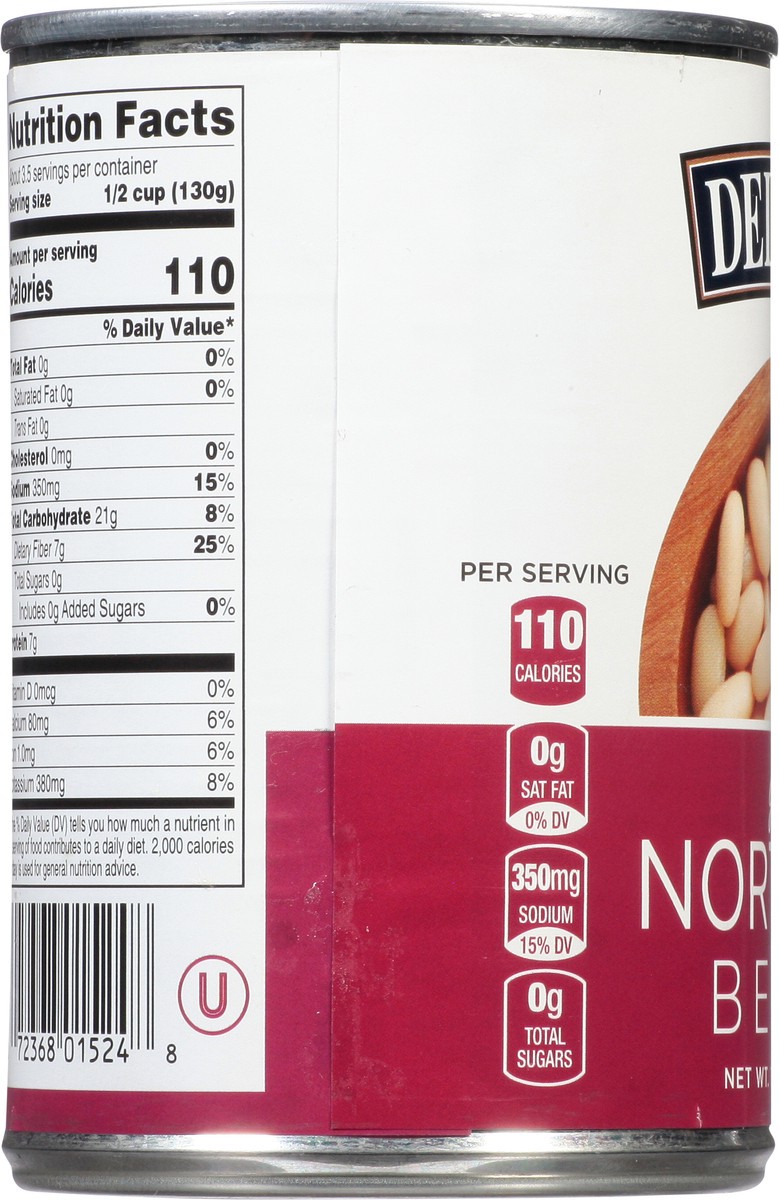 Nutrition Facts
About 3.5 servings per container
Serving size 1/2 cup (130g)
Amount per serving
Calories 110
% Daily Value*
Total Fat 0g 0%
Saturated Fat 0g 0%
Trans Fat 0g
Cholesterol 0mg 0%
Sodium 350mg 15%
Total Carbohydrate 21g 8%
Dietary Fiber 7g 25%
Total Sugars 0g
Includes 0g Added Sugars 0%
Protein 7g
Vitamin D 0mcg 0%
Calcium 80mg 6%
Iron 1.0mg 6%
Potassium 380mg 8%
% Daily Value (DV) tells you how much a nutrient in
serving of food contributes to a daily diet. 2,000 calories
day is used for general nutrition advice.
72368 01524 8
U
DEL
PER SERVING
110
CALORIES
0g
SAT FAT
0% DV
350mg
SODIUM
15% DV
0g
TOTAL
SUGARS
NOR
BE
NET WT.